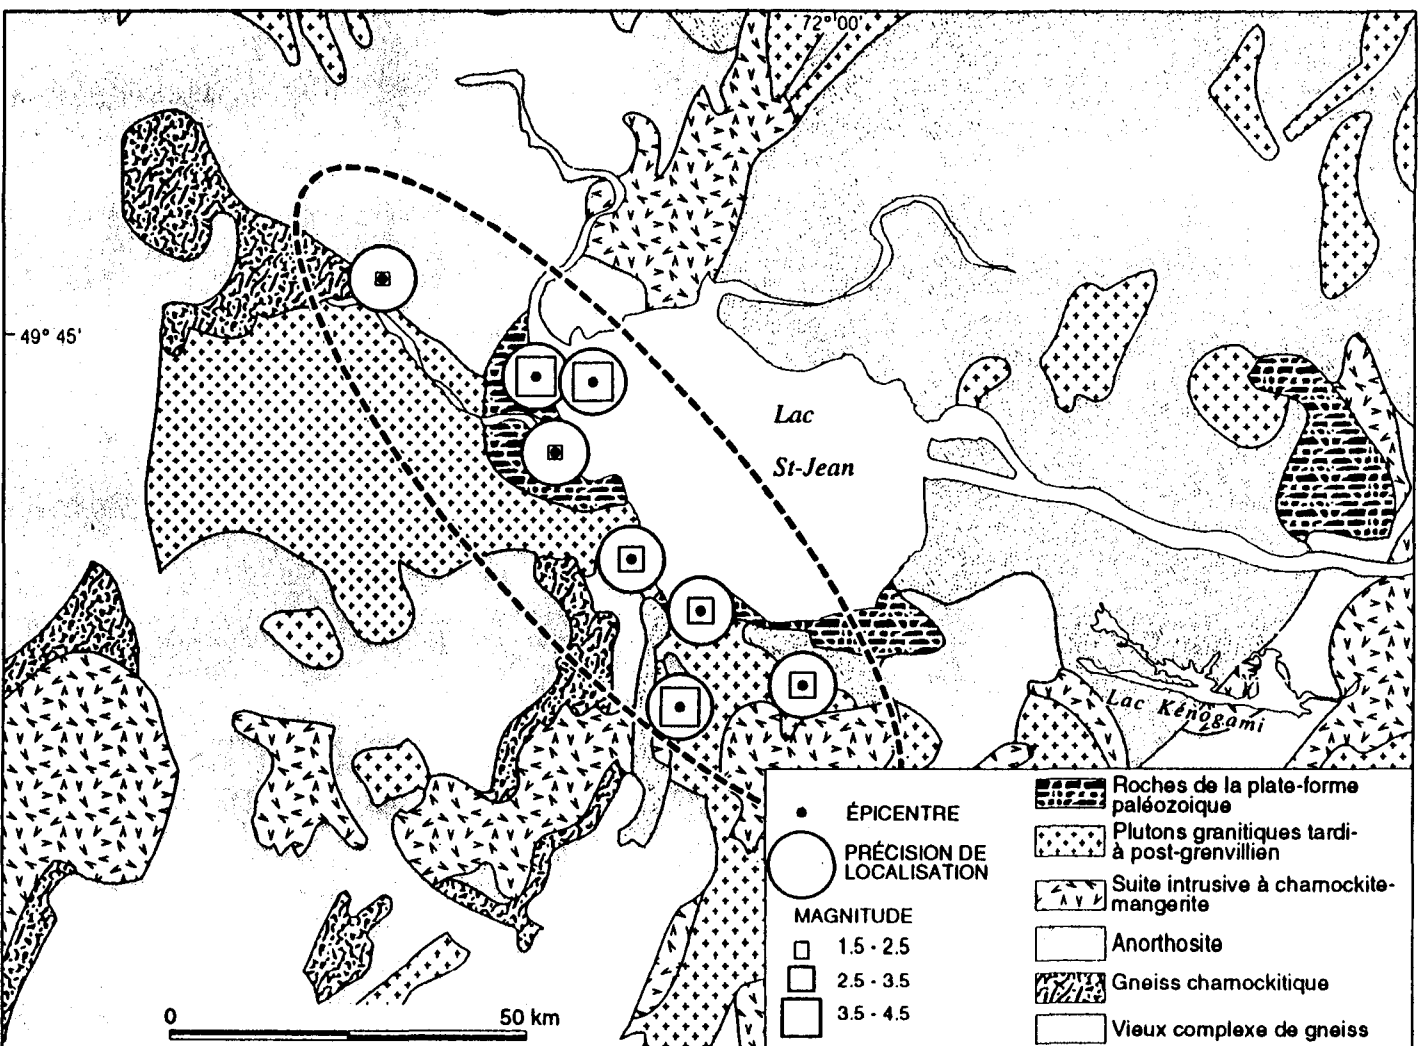 72° 00'
49° 45'
Lac
St-Jean
Lac Kénogami
0 50 km
ÉPICENTRE
PRÉCISION DE
LOCALISATION
MAGNITUDE
1.5 - 2.5
2.5 - 3.5
3.5 - 4.5
Roches de la plate-forme
paléozoique
Plutons granitiques tardi-
à post-grenvillien
Suite intrusive à charnockite-
mangerite
Anorthosite
Gneiss charnockitique
Vieux complexe de gneiss